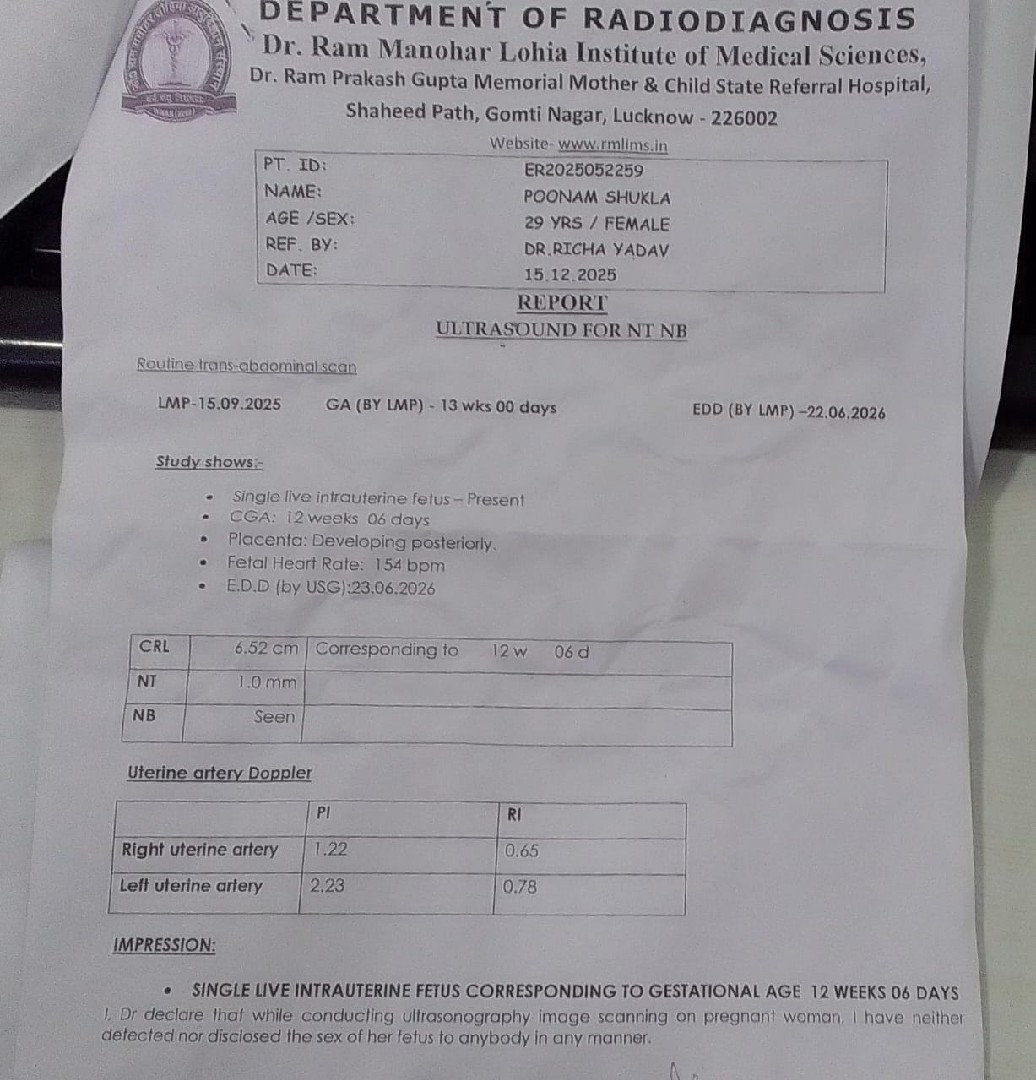 DEPARTMENT OF RADIODIAGNOSIS
Dr. Ram Manohar Lohia Institute of Medical Sciences,
Dr. Ram Prakash Gupta Memorial Mother & Child State Referral Hospital,
Shaheed Path, Gomti Nagar, Lucknow - 226002
Website- www.rmlims.in
PT. ID: ER2025052259
NAME: POONAM SHUKLA
AGE /SEX: 29 YRS / FEMALE
REF. BY: DR.RICHA YADAV
DATE: 15.12.2025
REPORT
ULTRASOUND FOR NT NB
Routine trans-abdominal scan
LMP-15.09.2025 GA (BY LMP) - 13 wks 00 days EDD (BY LMP) –22.06.2026
Study shows:-
• Single live intrauterine fetus – Present
• CGA: 12 weeks 06 days
• Placenta: Developing posteriorly.
• Fetal Heart Rate: 154 bpm
• E.D.D (by USG):23.06.2026
CRL 6.52 cm Corresponding to 12 w 06 d
NT 1.0 mm
NB Seen
Uterine artery Doppler
PI RI
Right uterine artery 1.22 0.65
Left uterine artery 2.23 0.78
IMPRESSION:
• SINGLE LIVE INTRAUTERINE FETUS CORRESPONDING TO GESTATIONAL AGE 12 WEEKS 06 DAYS
I, Dr declare that while conducting ultrasonography image scanning on pregnant woman, I have neither
detected nor disclosed the sex of her fetus to anybody in any manner.